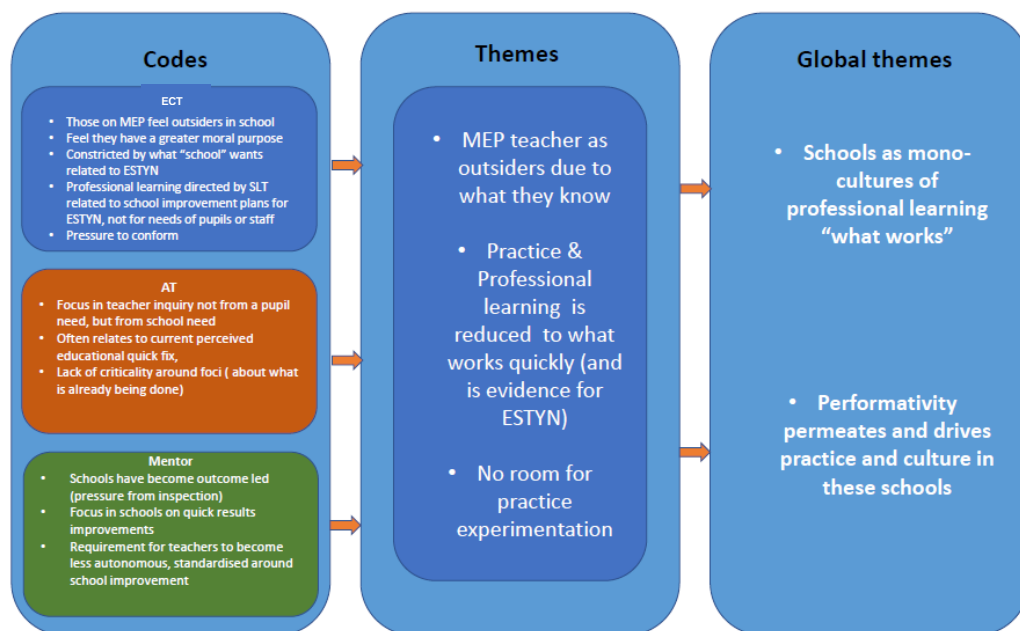 Codes
ECT
• Those on MEP feel outsiders in school
• Feel they have a greater moral purpose
• Constricted by what “school” wants
related to ESTYN
• Professional learning directed by SLT
related to school improvement plans for
ESTYN, not for needs of pupils or staff
• Pressure to conform
AT
• Focus in teacher inquiry not from a pupil
need, but from school need
• Often relates to current perceived
educational quick fix,
• Lack of criticality around foci ( about what
is already being done)
Mentor
• Schools have become outcome led
(pressure from inspection)
• Focus in schools on quick results
improvements
• Requirement for teachers to become
less autonomous, standardised around
school improvement
Themes
• MEP teacher as
outsiders due to
what they know
• Practice &
Professional
learning is
reduced to what
works quickly (and
is evidence for
ESTYN)
• No room for
practice
experimentation
Global themes
• Schools as mono-
cultures of
professional learning
“what works”
• Performativity
permeates and drives
practice and culture in
these schools